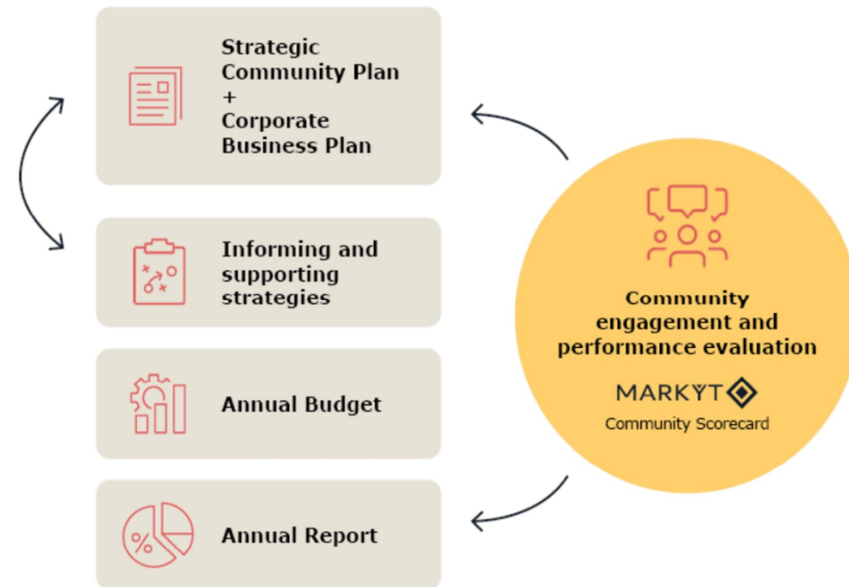 Strategic
Community Plan
+
Corporate
Business Plan
Informing and
supporting
strategies
Annual Budget
%
Annual Report
Community
engagement and
performance evaluation
MARKYT
Community Scorecard